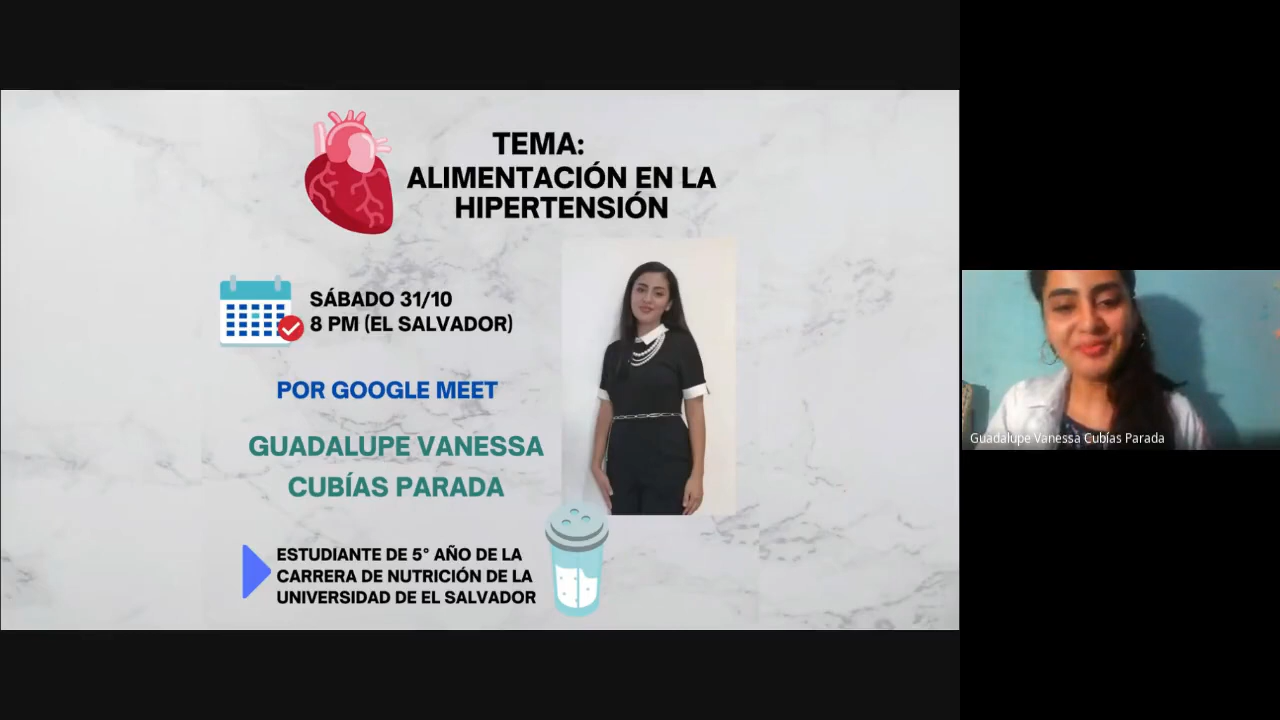 TEMA:
ALIMENTACIÓN EN LA
HIPERTENSIÓN
SÁBADO 31/10
8 PM (EL SALVADOR)
POR GOOGLE MEET
GUADALUPE VANESSA
CUBÍAS PARADA
ESTUDIANTE DE 5° AÑO DE LA
CARRERA DE NUTRICIÓN DE LA
UNIVERSIDAD DE EL SALVADOR
Guadalupe Vanessa Cubías Parada